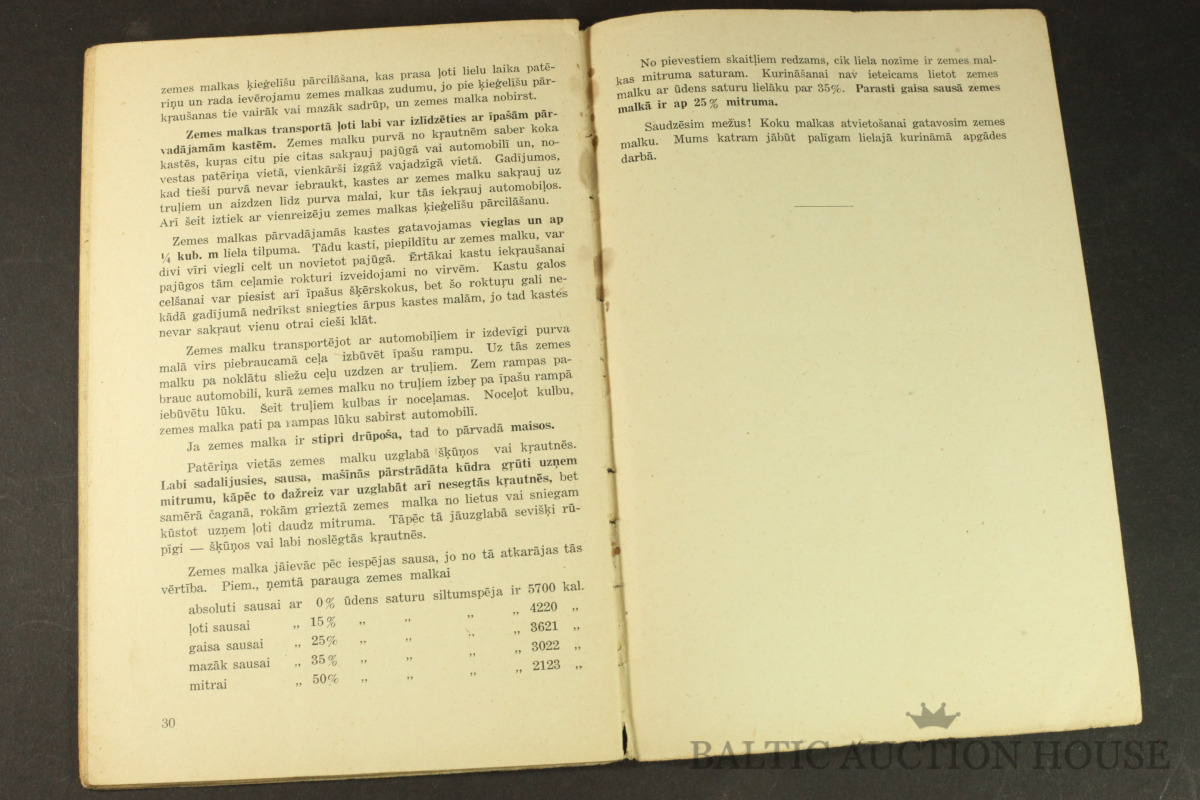 zemes malkas ķieģelīšu pārcilāšana, kas prasa ļoti lielu laika patē-
riņu un rada ievērojamu zemes malkas zudumu, jo pie ķieģelīšu pār-
kŗaušanas tie vairāk vai mazāk sadrūp, un zemes malka nobirst.
Zemes malkas transportā ļoti labi var izlīdzēties ar īpašām pār-
vadājamām kastēm. Zemes malku purvā no kŗautnēm saber koka
kastēs, kuŗas citu pie citas sakŗauj pajūgā vai automobilī un, no-
vestas patēriņa vietā, vienkārši izgāž vajadzīgā vietā. Gadījumos,
kad tieši purvā nevar iebraukt, kastes ar zemes malku sakŗauj uz
truļiem un aizdzen līdz purva malai, kur tās iekŗauj automobiļos.
Arī šeit iztiek ar vienreizēju zemes malkas ķieģelīšu pārcilāšanu.
Zemes malkas pārvadājamās kastes gatavojamas vieglas un ap
¼ kub. m liela tilpuma. Tādu kasti, piepildītu ar zemes malku, var
divi vīri viegli celt un novietot pajūgā. Ērtākai kastu iekŗaušanai
pajūgos tām ceļamie rokturi izveidojami no virvēm. Kastu galos
celšanai var piesist arī īpašus šķērskokus, bet šo rokturu gali ne-
kādā gadījumā nedrīkst sniegties ārpus kastes malām, jo tad kastes
nevar sakŗaut vienu otrai cieši klāt.
Zemes malku transportējot ar automobiļiem ir izdevīgi purva
malā virs piebraucamā ceļa izbūvēt īpašu rampu. Uz tās zemes
malku pa noklātu sliežu ceļu uzdzen ar truļiem. Zem rampas pa-
brauc automobili, kurā zemes malku no truļiem izbeŗ pa īpašu rampā
iebūvētu lūku. Šeit truļiem kulbas ir noceļamas. Noceļot kulbu,
zemes malka pati pa rampas lūku sabirst automobilī.
Ja zemes malka ir stipri drūpoša, tad to pārvadā maisos.
Patēriņa vietās zemes malku uzglabā šķūņos vai kŗautnēs.
Labi sadalijusies, sausa, mašīnās pārstrādāta kūdra gŗūti uzņem
mitrumu, kāpēc to dažreiz var uzglabāt arī nesegtās kŗautnēs, bet
samērā čaganā, rokām grieztā zemes malka no lietus vai sniegam
kūstot uzņem ļoti daudz mitruma. Tāpēc tā jāuzglabā sevišķi rū-
pīgi — šķūņos vai labi noslēgtās kŗautnēs.
Zemes malka jāievāc pēc iespējas sausa, jo no tā atkarājas tās
vērtība. Piem., ņemtā parauga zemes malkai
absoluti sausai ar 0% ūdens saturu siltumspēja ir 5700 kal.
ļoti sausai „ 15% „ „ „ „ 4220 „
gaisa sausai „ 25% „ „ „ „ 3621 „
mazāk sausai „ 35% „ „ „ „ 3022 „
mitrai „ 50% „ „ „ „ 2123 „
30
No pievestiem skaitļiem redzams, cik liela nozīme ir zemes mal-
kas mitruma saturam. Kurināšanai nav ieteicams lietot zemes
malku ar ūdens saturu lielāku par 35%. Parasti gaisa sausā zemes
malkā ir ap 25% mitruma.
Saudzēsim mežus! Koku malkas atvietošanai gatavosim zemes
malku. Mums katram jābūt palīgam lielajā kurināmā apgādes
darbā.
BALTIC AUCTION HOUSE